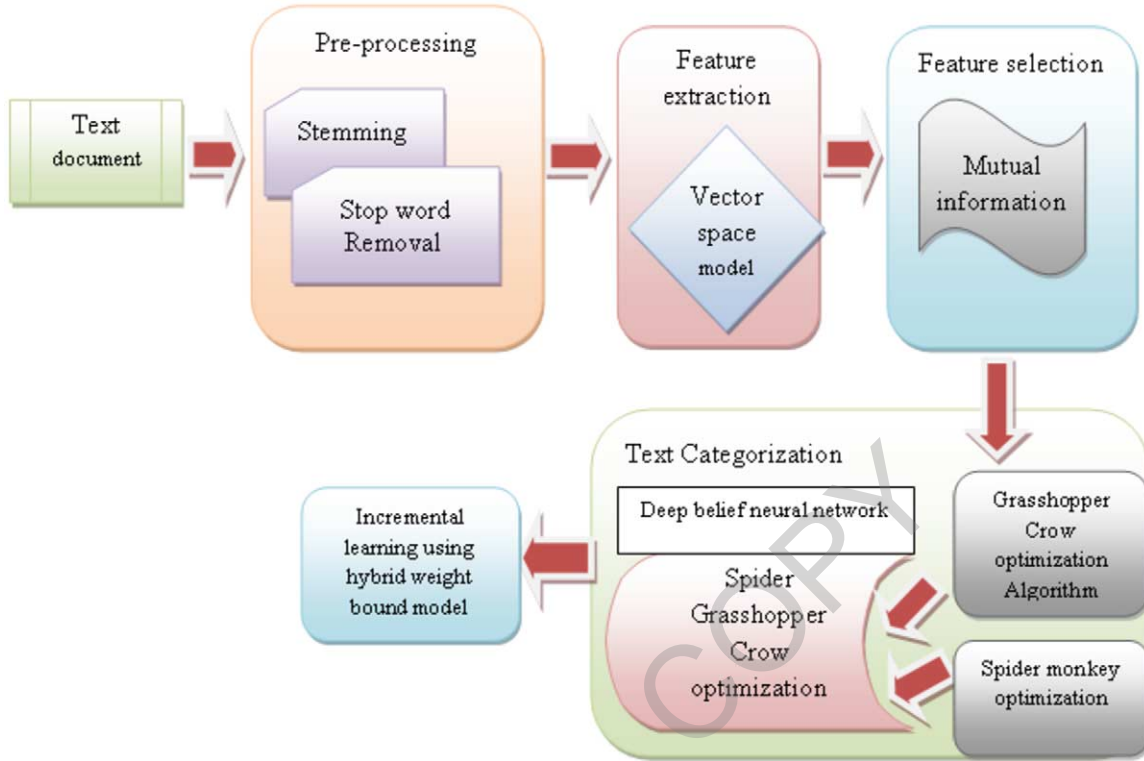 Pre-processing
Text
document
Stemming
Stop word
Removal
Feature
extraction
Vector
space
model
Feature selection
Mutual
information
Text Categorization
Deep belief neural network
Spider
Grasshopper
Crow
optimization
Grasshopper
Crow
optimization
Algorithm
Spider monkey
optimization
Incremental
learning using
hybrid weight
bound model
COPY